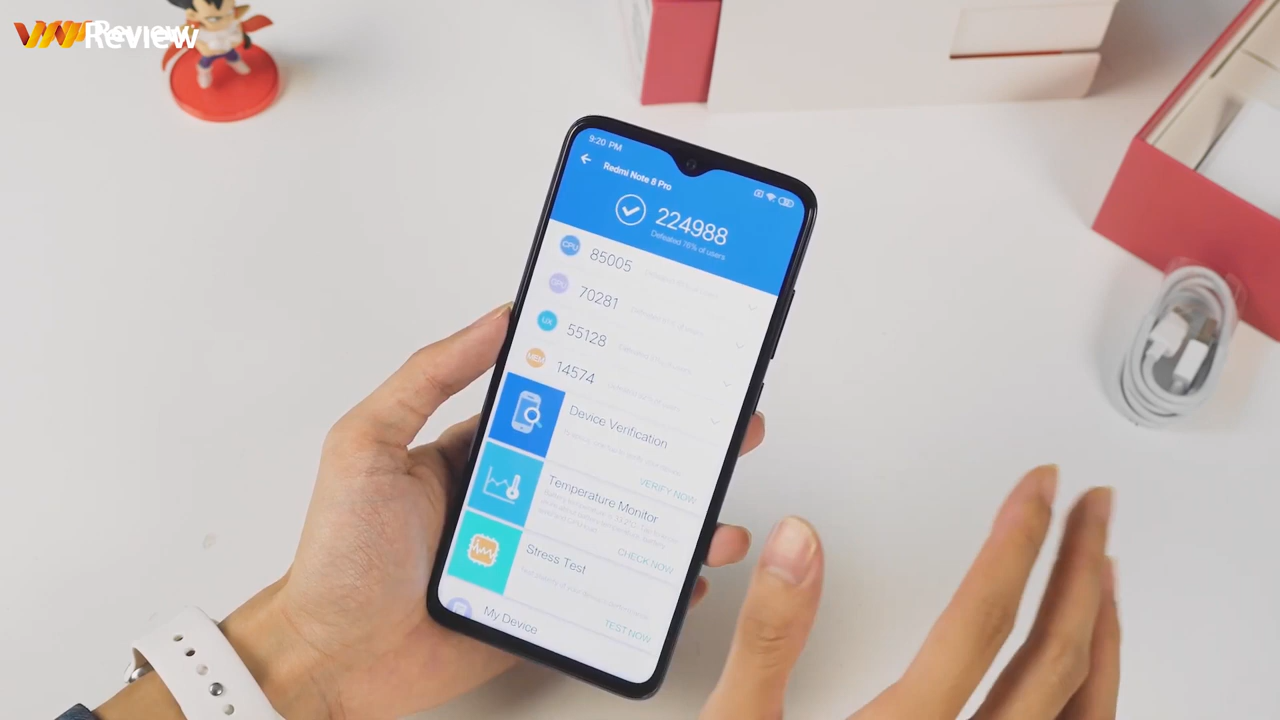 Review
Review
9:20 PM
Redmi Note 8 Pro
224988
Defeated 78% of users
CPU 85005
GPU 70281
UX 55128
MEM 14574
Device Verification
VERIFY NOW
Temperature Monitor
CHECK NOW
Stress Test
TEST NOW
My Device